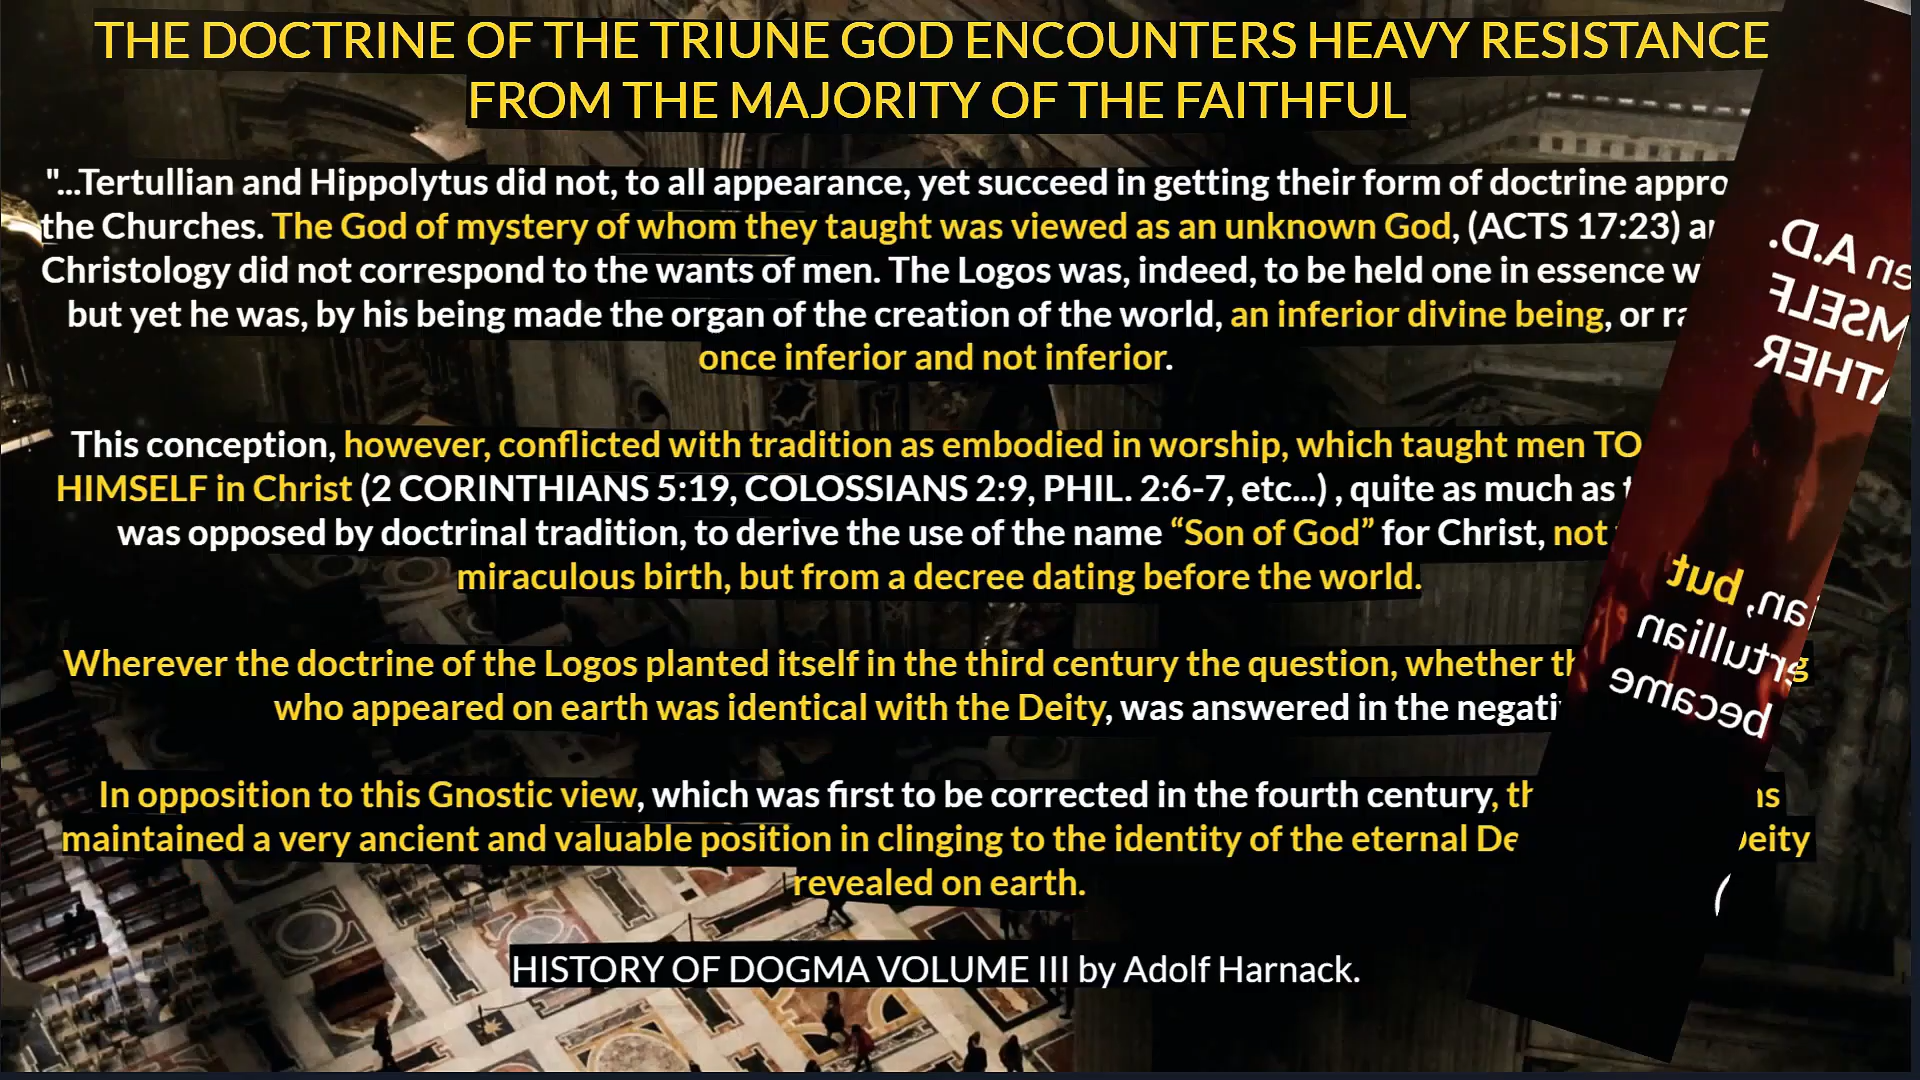 THE DOCTRINE OF THE TRIUNE GOD ENCOUNTERS HEAVY RESISTANCE
FROM THE MAJORITY OF THE FAITHFUL
"...Tertullian and Hippolytus did not, to all appearance, yet succeed in getting their form of doctrine
the Churches. The God of mystery of whom they taught was viewed as an unknown God, (ACTS 17:23)
Christology did not correspond to the wants of men. The Logos was, indeed, to be held one in essence
but yet he was, by his being made the organ of the creation of the world, an inferior divine being, or
once inferior and not inferior.
This conception, however, conflicted with tradition as embodied in worship, which taught men TO
HIMSELF in Christ (2 CORINTHIANS 5:19, COLOSSIANS 2:9, PHIL. 2:6-7, etc...) , quite as much as
was opposed by doctrinal tradition, to derive the use of the name “Son of God” for Christ, not
miraculous birth, but from a decree dating before the world.
Wherever the doctrine of the Logos planted itself in the third century the question, whether
who appeared on earth was identical with the Deity, was answered in the
In opposition to this Gnostic view, which was first to be corrected in the fourth century,
maintained a very ancient and valuable position in clinging to the identity of the eternal
revealed on earth.
HISTORY OF DOGMA VOLUME III by Adolf Harnack.
A.D.
but
became